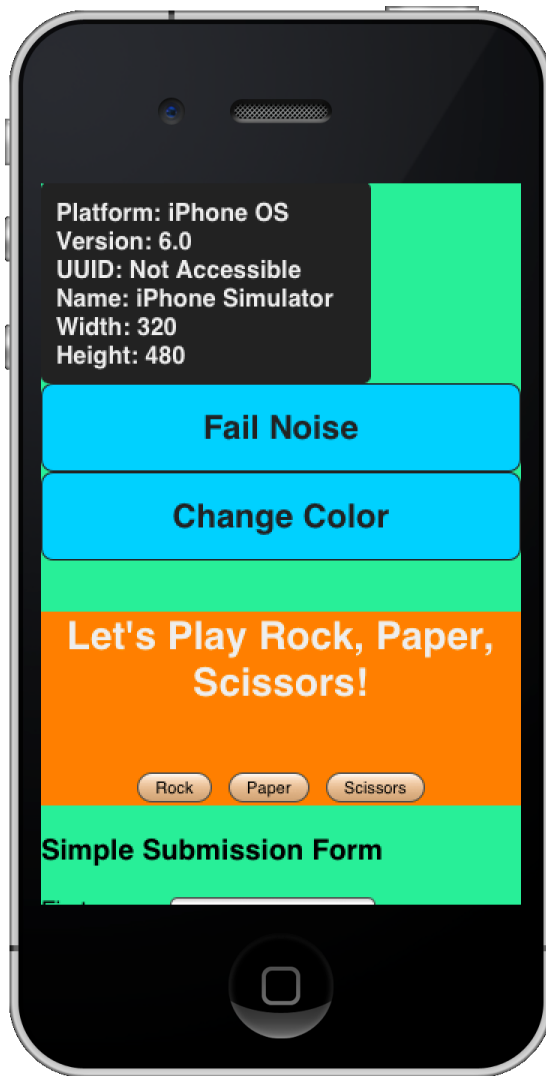 Platform: iPhone OS
Version: 6.0
UUID: Not Accessible
Name: iPhone Simulator
Width: 320
Height: 480
Fail Noise
Change Color
Let's Play Rock, Paper,
Scissors!
Rock Paper Scissors
Simple Submission Form